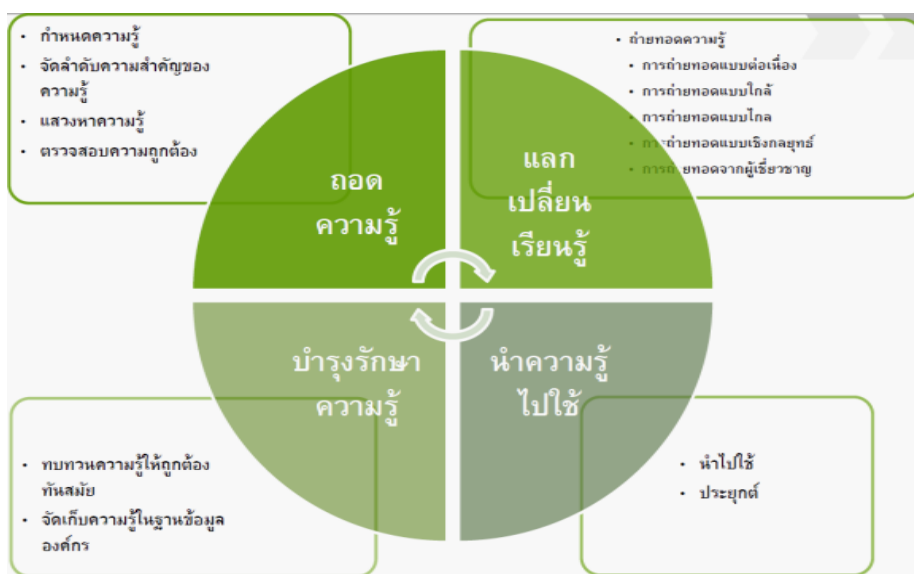 กำหนดความรู้
จัดลำดับความสำคัญของ
ความรู้
แสวงหาความรู้
ตรวจสอบความถูกต้อง
ถ่ายทอดความรู้
การถ่ายทอดแบบต่อเนื่อง
การถ่ายทอดแบบใกล้
การถ่ายทอดแบบไกล
การถ่ายทอดแบบเชิงกลยุทธ์
การถ่ายทอดจากผู้เชี่ยวชาญ
ถอด
ความรู้
แลก
เปลี่ยน
เรียนรู้
บำรุงรักษา
ความรู้
นำความรู้
ไปใช้
ทบทวนความรู้ให้ถูกต้อง
ทันสมัย
จัดเก็บความรู้ในฐานข้อมูล
องค์กร
นำไปใช้
ประยุกต์